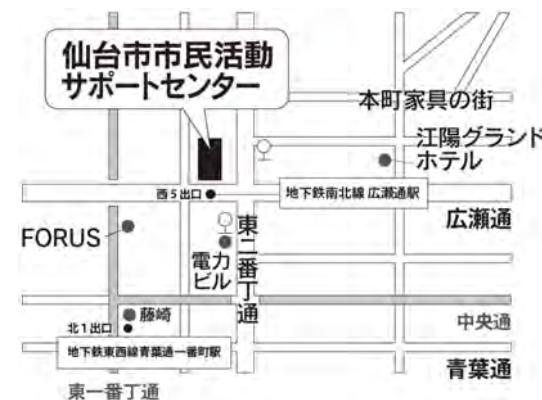 仙台市市民活動
サポートセンター
本町家具の街
江陽グランド
ホテル
西5出口
地下鉄南北線 広瀬通駅
広瀬通
FORUS
東二番丁通
電力
ビル
藤崎
中央通
北1出口
地下鉄東西線青葉通一番町駅
青葉通
東一番丁通